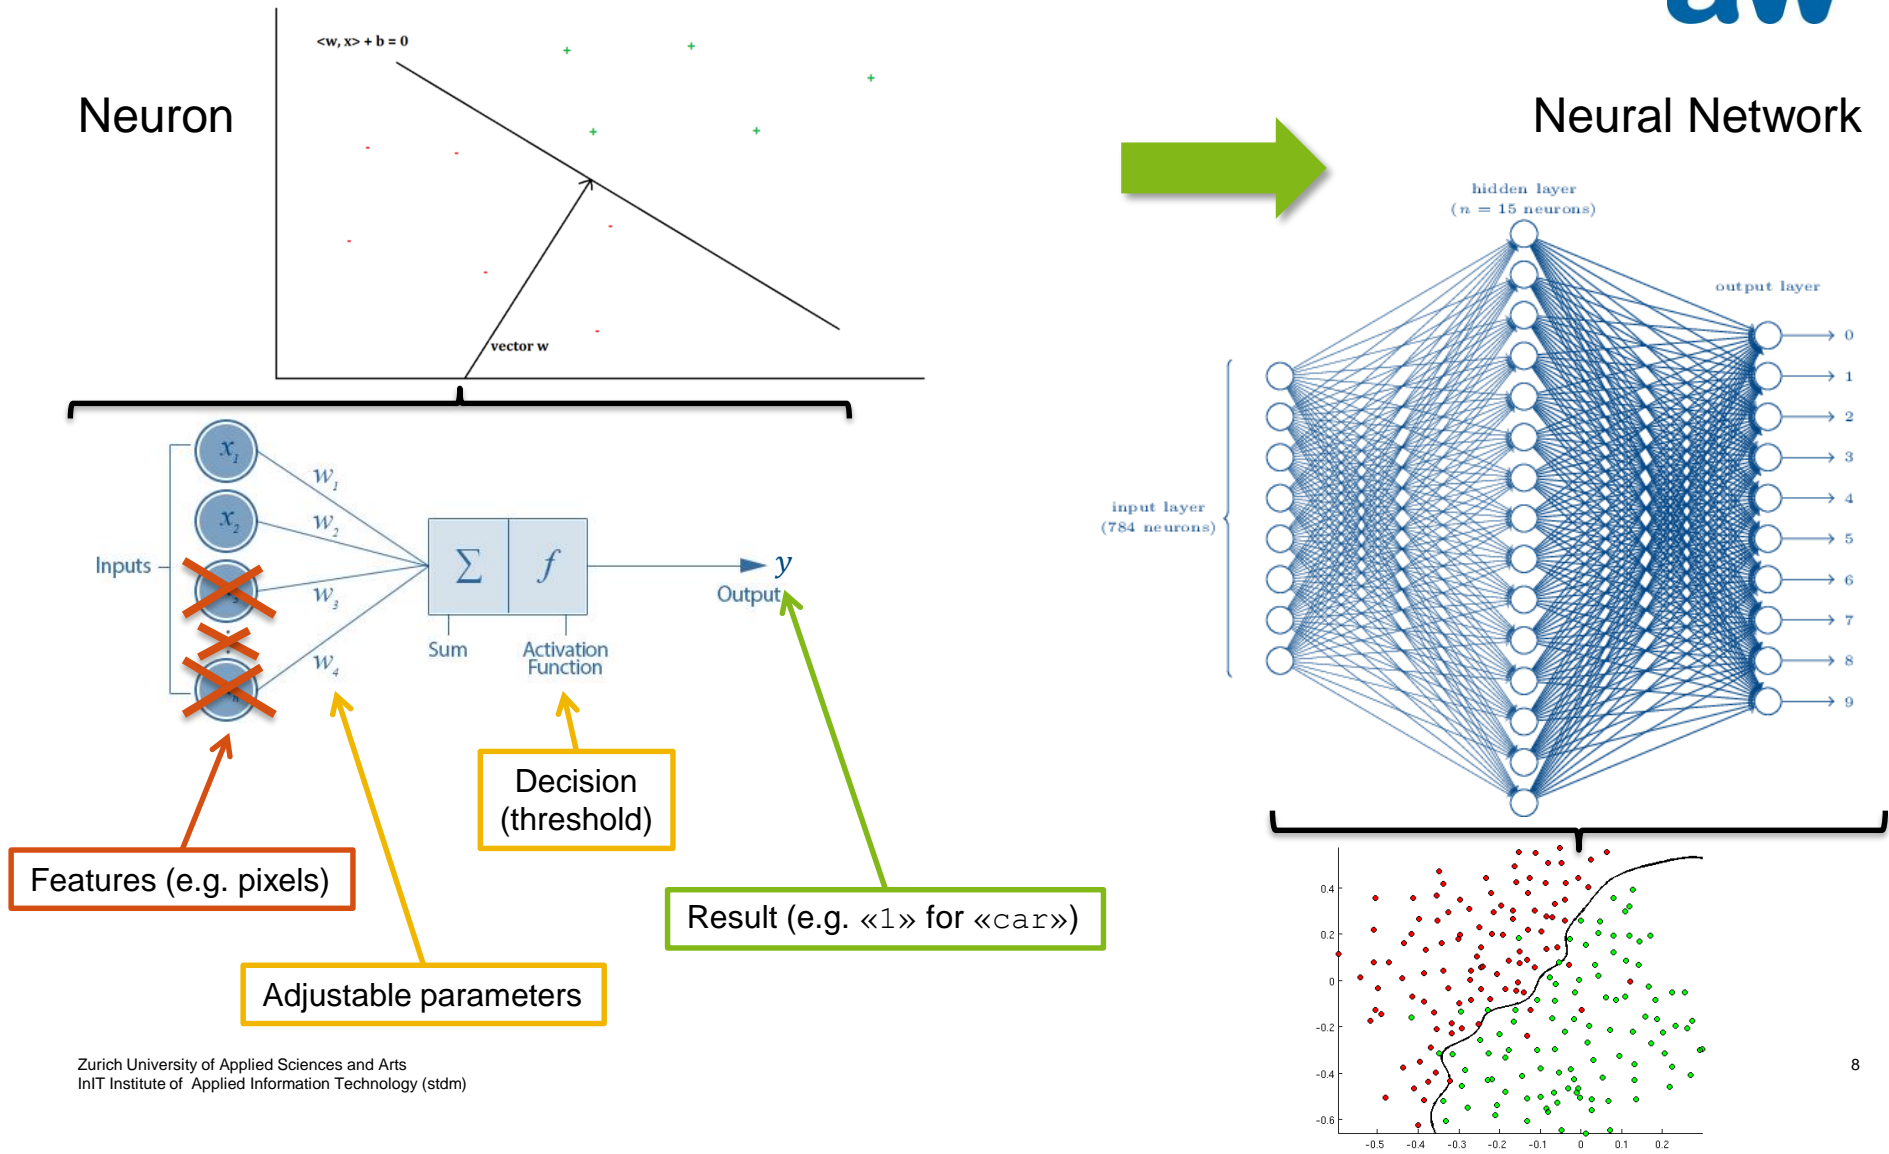 aw
Neuron
<w, x> + b = 0
vector w
Neural Network
hidden layer
(n = 15 neurons)
output layer
input layer
(784 neurons)
0
1
2
3
4
5
6
7
8
9
Inputs
x1
x2
w1
w2
w3
w4
∑
f
Sum
Activation
Function
y
Output
Decision
(threshold)
Features (e.g. pixels)
Adjustable parameters
Result (e.g. «1» for «car»)
0.4
0.2
0
-0.2
-0.4
-0.6
-0.5 -0.4 -0.3 -0.2 -0.1 0 0.1 0.2
Zurich University of Applied Sciences and Arts
InIT Institute of Applied Information Technology (stdm)
8